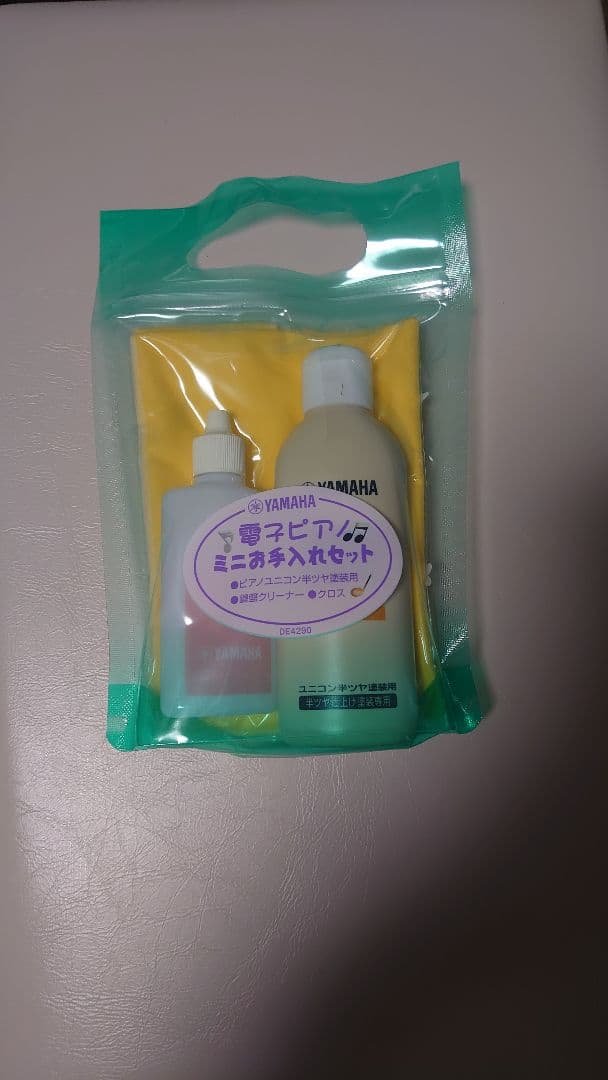 YAMAHA
YAMAHA
電子ピアノ
ミニお手入れセット
●ピアノユニコン半ツヤ塗装用
●鍵盤クリーナー ●クロス
DE4290
YAMAHA
ユニコン半ツヤ塗装用
半ツヤ仕上げ塗装専用